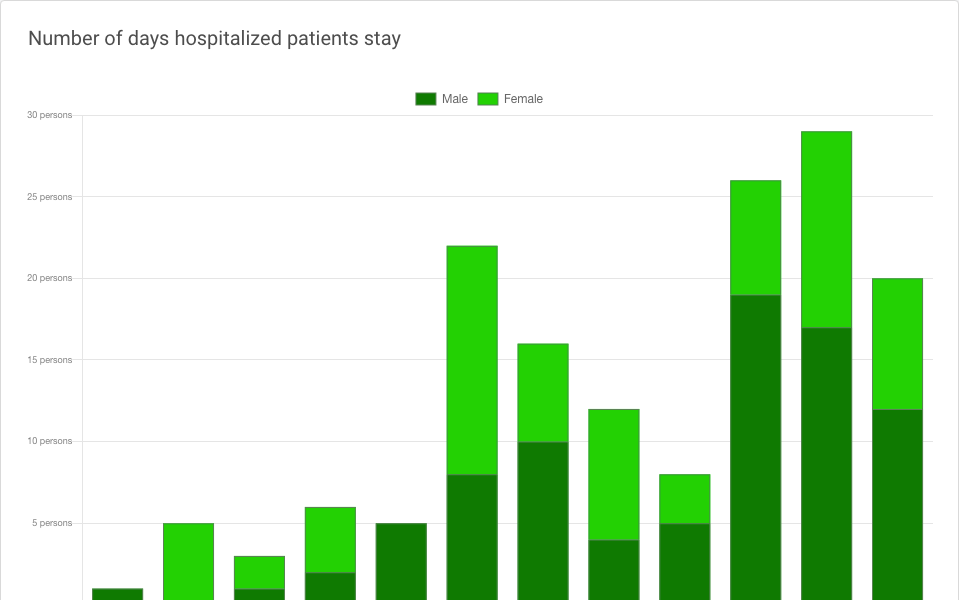 Number of days hospitalized patients stay
Male Female
30 persons
25 persons
20 persons
15 persons
10 persons
5 persons